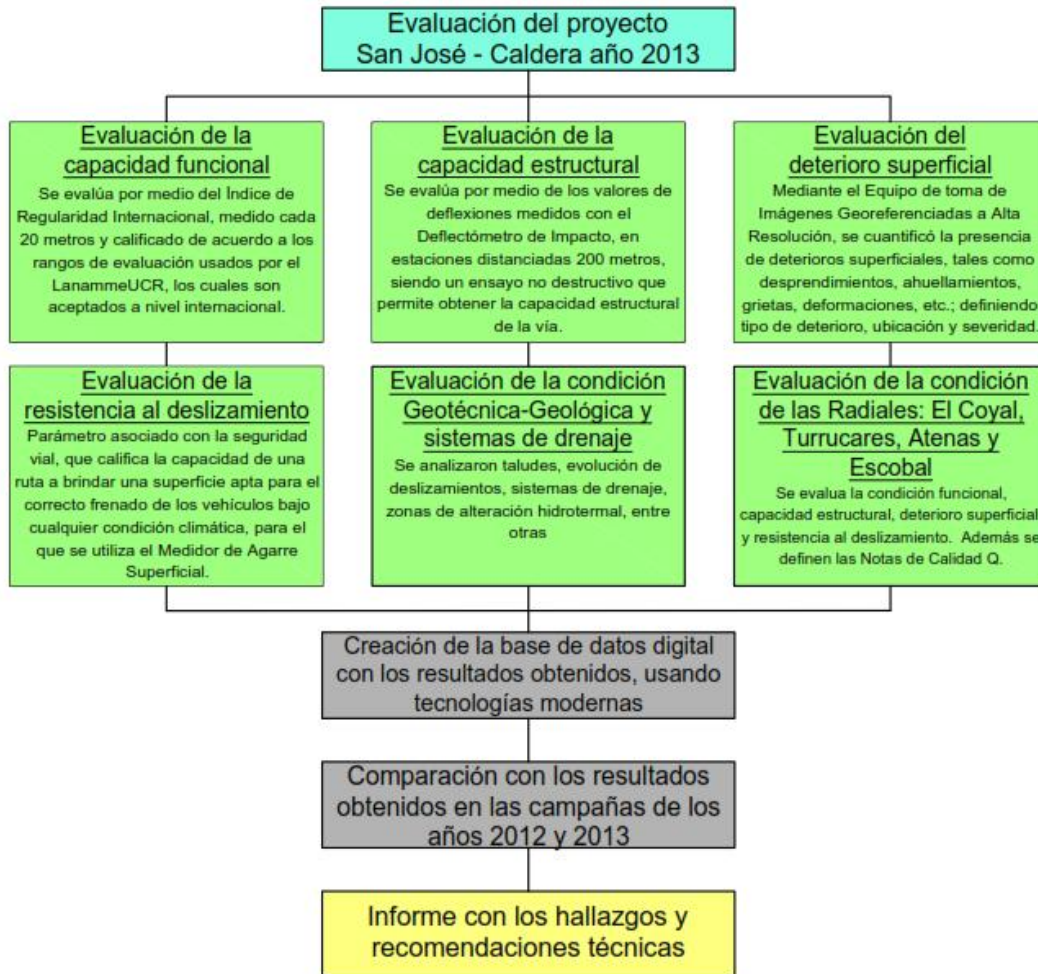 Evaluación del proyecto
San José - Caldera año 2013
Evaluación de la
capacidad funcional
Se evalúa por medio del Índice de
Regularidad Internacional, medido cada
20 metros y calificado de acuerdo a los
rangos de evaluación usados por el
LanammeUCR, los cuales son
aceptados a nivel internacional.
Evaluación de la
capacidad estructural
Se evalúa por medio de los valores de
deflexiones medidos con el
Deflectómetro de Impacto, en
estaciones distanciadas 200 metros,
siendo un ensayo no destructivo que
permite obtener la capacidad estructural
de la vía.
Evaluación del
deterioro superficial
Mediante el Equipo de toma de
Imágenes Georeferenciadas a Alta
Resolución, se cuantificó la presencia
de deterioros superficiales, tales como
desprendimientos, ahuellamientos,
grietas, deformaciones, etc.; definiendo
tipo de deterioro, ubicación y severidad.
Evaluación de la
resistencia al deslizamiento
Parámetro asociado con la seguridad
vial, que califica la capacidad de una
ruta a brindar una superficie apta para el
correcto frenado de los vehículos bajo
cualquier condición climática, para el
que se utiliza el Medidor de Agarre
Superficial.
Evaluación de la condición
Geotécnica-Geológica y
sistemas de drenaje
Se analizaron taludes, evolución de
deslizamientos, sistemas de drenaje,
zonas de alteración hidrotermal, entre
otras
Evaluación de la condición
de las Radiales: El Coyal,
Turrucares, Atenas y
Escobal
Se evalua la condición funcional,
capacidad estructural, deterioro superficial
y resistencia al deslizamiento. Además se
definen las Notas de Calidad Q.
Creación de la base de datos digital
con los resultados obtenidos, usando
tecnologías modernas
Comparación con los resultados
obtenidos en las campañas de los
años 2012 y 2013
Informe con los hallazgos y
recomendaciones técnicas